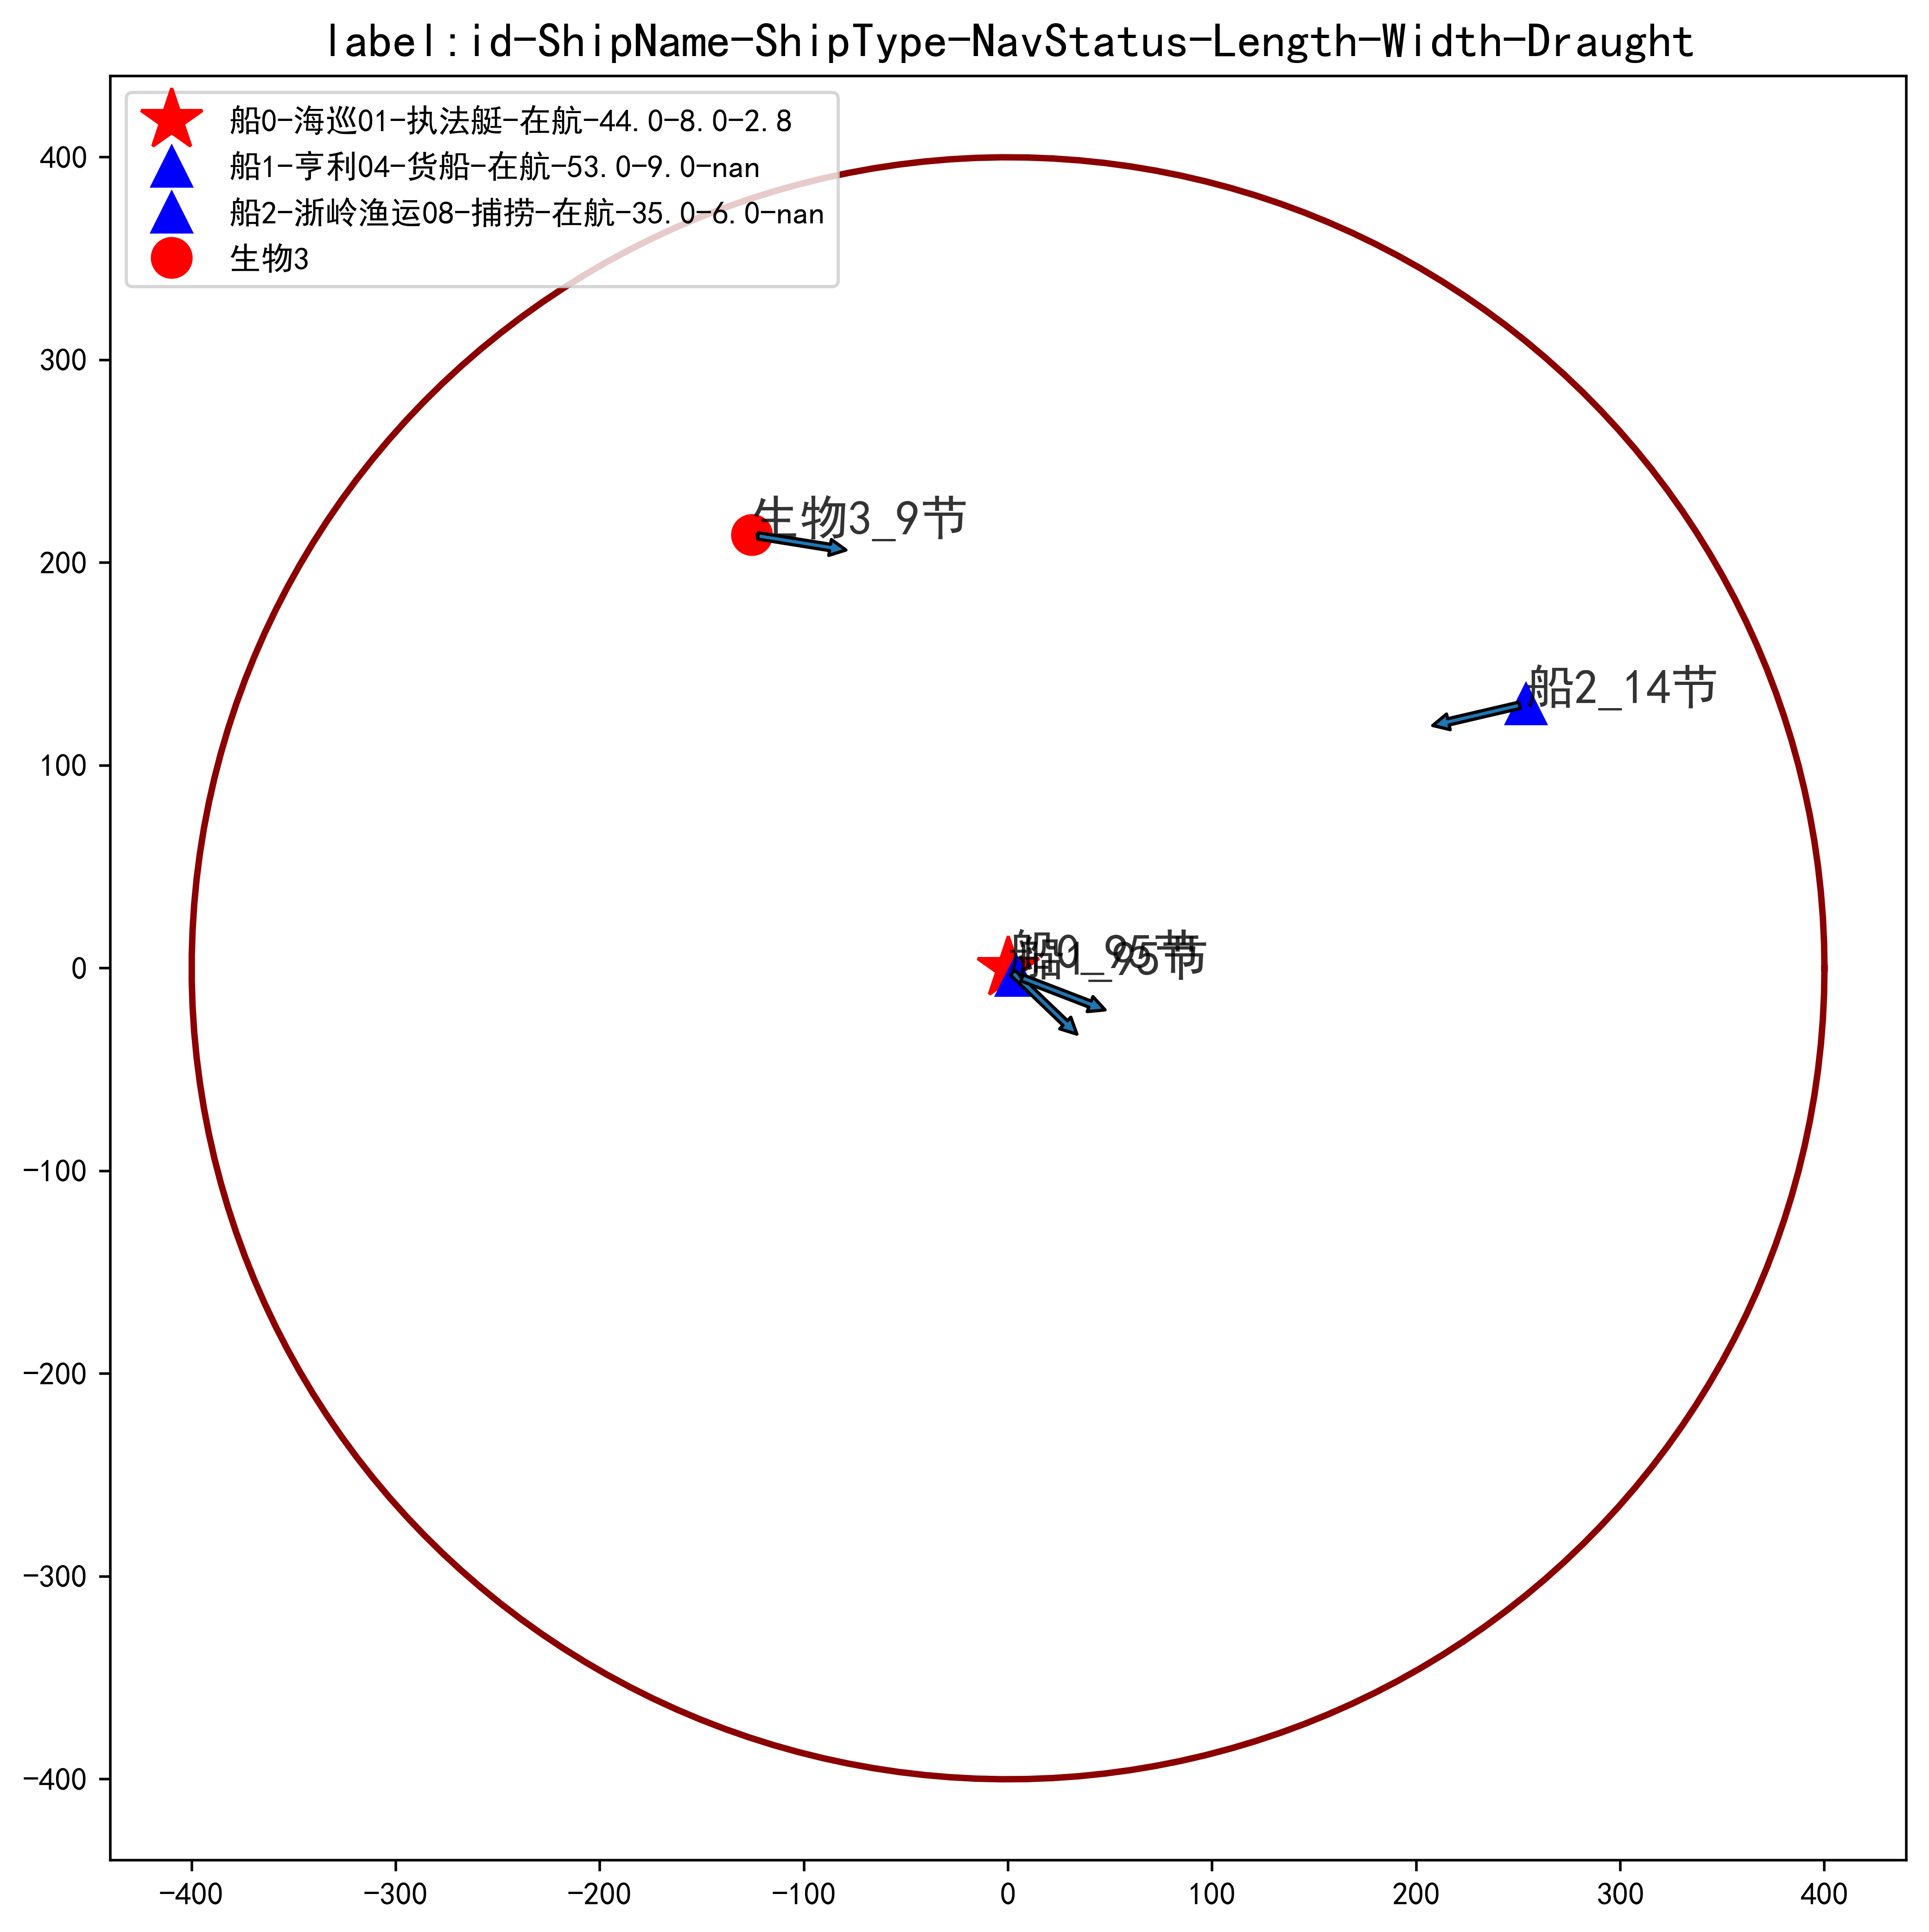 label:id-ShipName-ShipType-NavStatus-Length-Width-Draught
船0-海巡01-执法艇-在航-44.0-8.0-2.8
船1-亨利04-货船-在航-53.0-9.0-nan
船2-浙岭渔运08-捕捞-在航-35.0-6.0-nan
生物3
400
300
生物3_9节
200
船2_14节
100
0
-100
-200
-300
-400
-400 -300 -200 -100 0 100 200 300 400